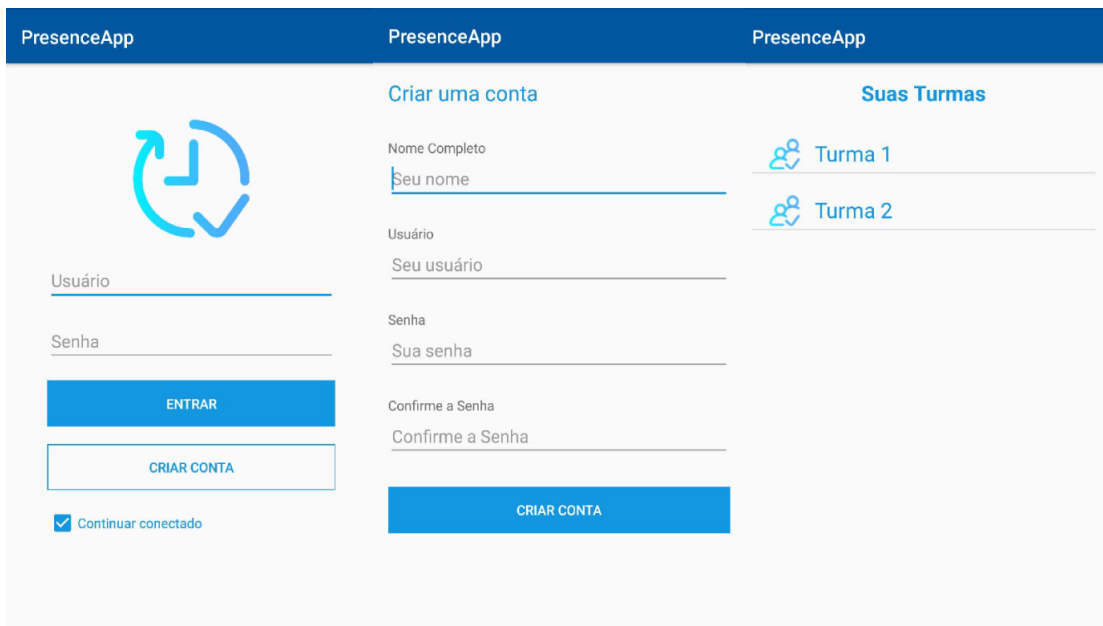 PresenceApp
Usuário
Senha
ENTRAR
CRIAR CONTA
Continuar conectado
PresenceApp
Criar uma conta
Nome Completo
Seu nome
Usuário
Seu usuário
Senha
Sua senha
Confirme a Senha
Confirme a Senha
CRIAR CONTA
PresenceApp
Suas Turmas
Turma 1
Turma 2